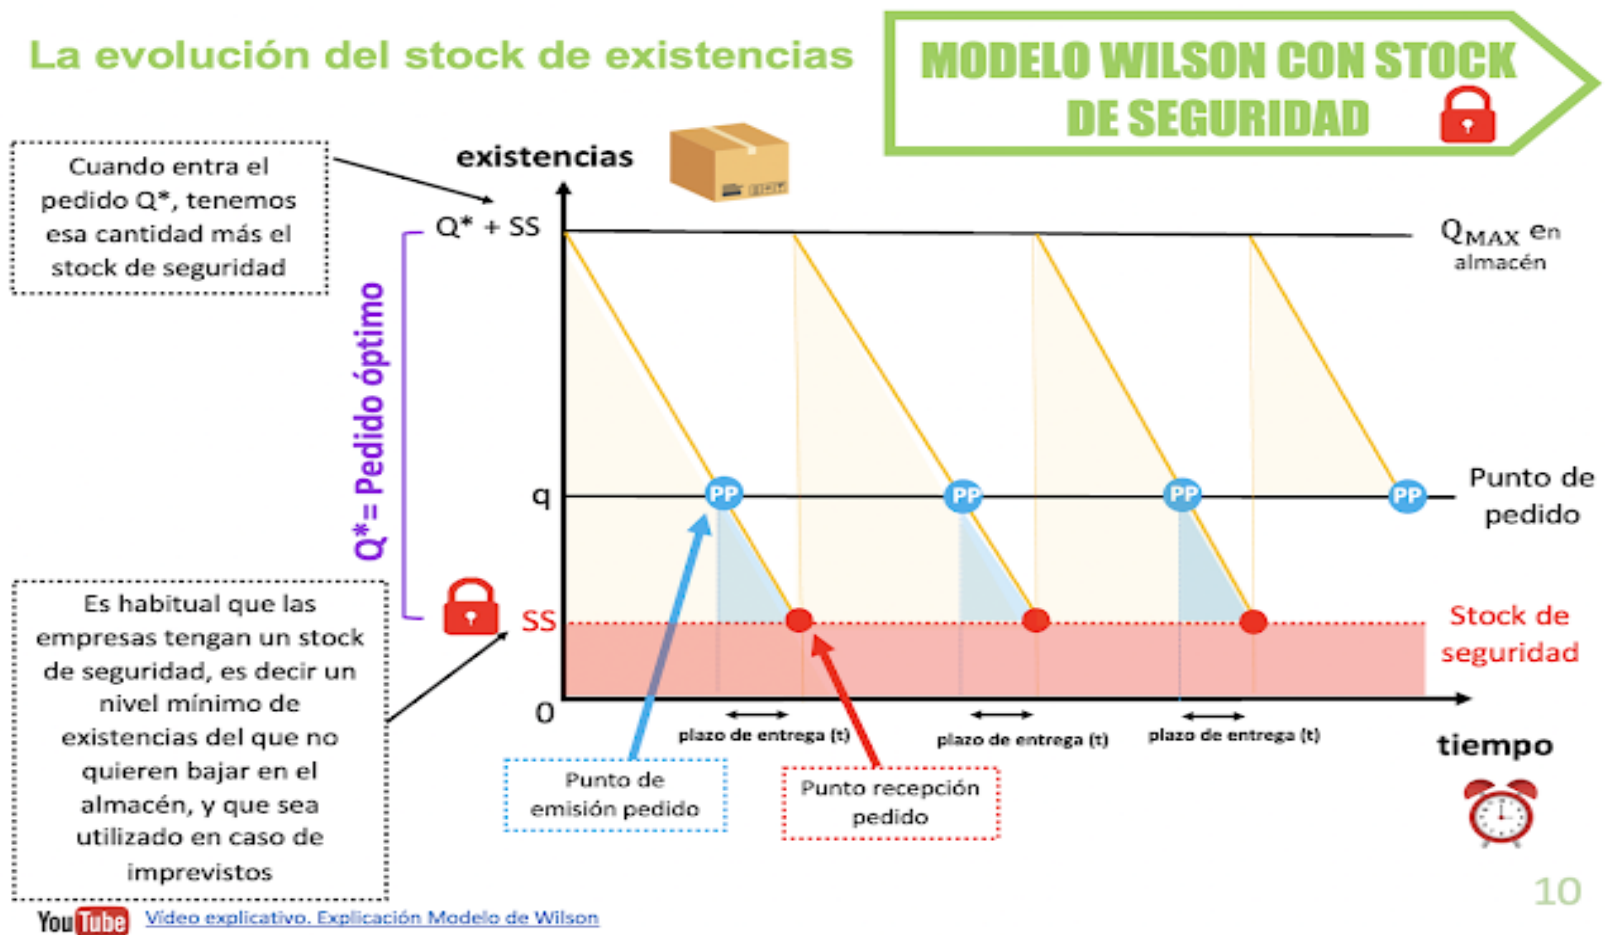 La evolución del stock de existencias
MODELO WILSON CON STOCK
DE SEGURIDAD
Cuando entra el
pedido Q*, tenemos
esa cantidad más el
stock de seguridad
existencias
Q* + SS
QMAX en
almacén
Q*= Pedido óptimo
q
PP
PP
PP
PP
Punto de
pedido
SS
Stock de
seguridad
Es habitual que las
empresas tengan un stock
de seguridad, es decir un
nivel mínimo de
existencias del que no
quieren bajar en el
almacén, y que sea
utilizado en caso de
imprevistos
0
plazo de entrega (t)
plazo de entrega (t)
plazo de entrega (t)
tiempo
Punto de
emisión pedido
Punto recepción
pedido
10
YouTube
Vídeo explicativo. Explicación Modelo de Wilson